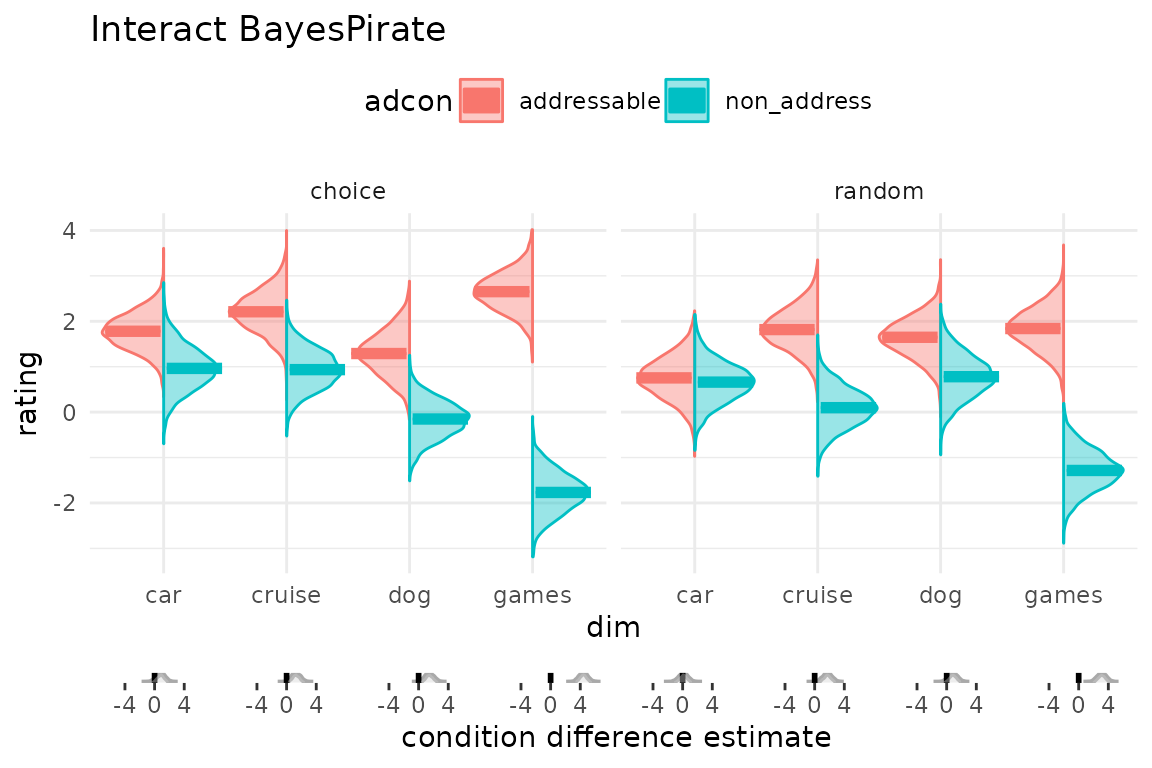 Interact BayesPirate
adcon addressable non_address
choice random
4
2
0
-2
rating
car cruise dog games car cruise dog games
dim
-4 0 4 -4 0 4 -4 0 4 -4 0 4 -4 0 4 -4 0 4 -4 0 4 -4 0 4
condition difference estimate